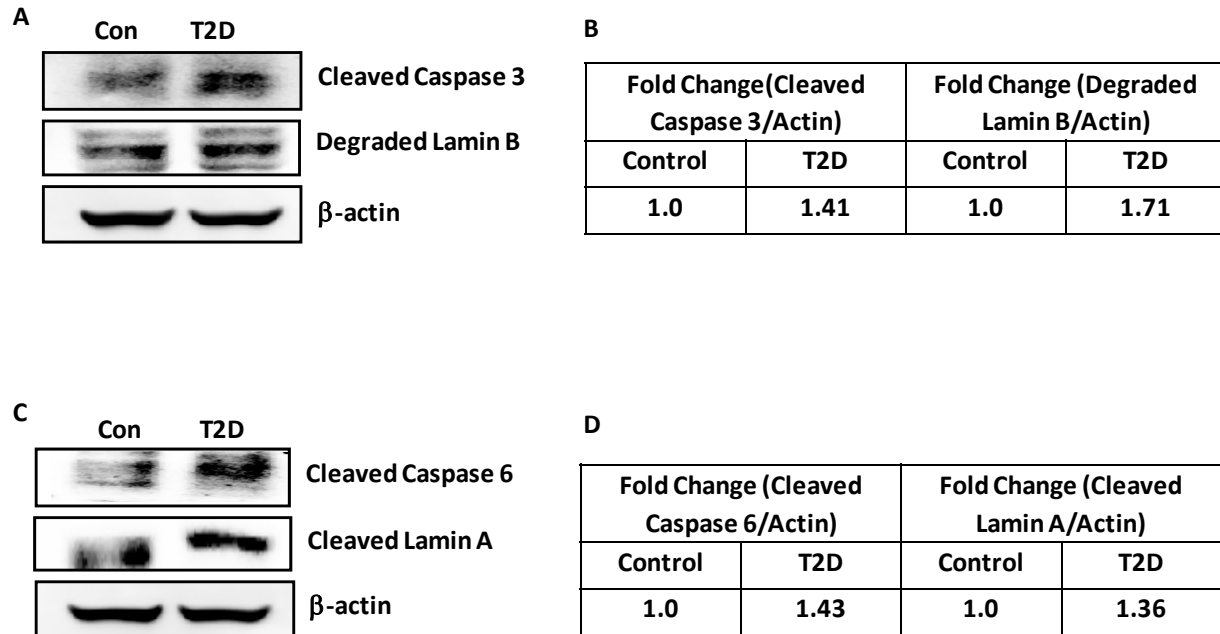 A
Con T2D
Cleaved Caspase 3
Degraded Lamin B
β-actin
B
Fold Change(Cleaved
Caspase 3/Actin)
Fold Change (Degraded
Lamin B/Actin)
Control T2D Control T2D
1.0 1.41 1.0 1.71
C
Con T2D
Cleaved Caspase 6
Cleaved Lamin A
β-actin
D
Fold Change (Cleaved
Caspase 6/Actin)
Fold Change (Cleaved
Lamin A/Actin)
Control T2D Control T2D
1.0 1.43 1.0 1.36